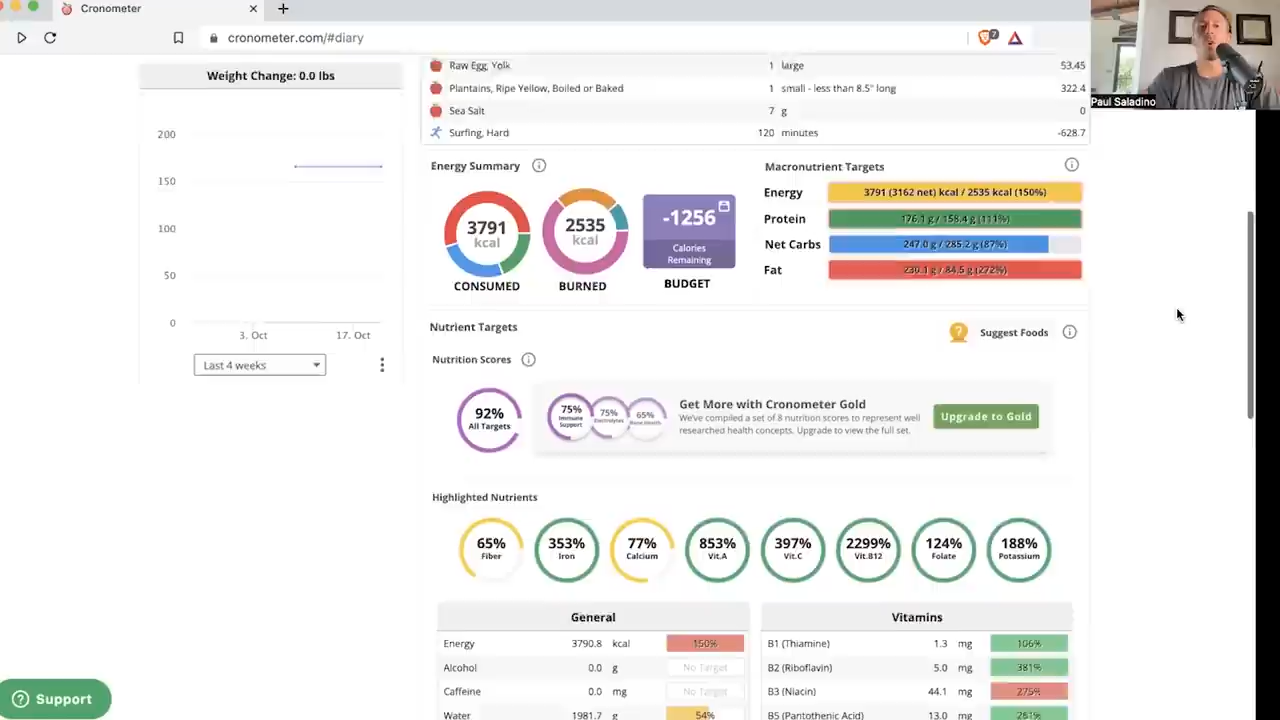 Cronometer
cronometer.com/#diary
7
Paul Saladino
Weight Change: 0.0 lbs
200
150
100
50
0
3. Oct
17. Oct
Last 4 weeks
Raw Egg, Yolk 1 large 53.45
Plantains, Ripe Yellow, Boiled or Baked 1 small - less than 8.5" long 322.4
Sea Salt 7 g 0
Surfing, Hard 120 minutes -628.7
Energy Summary
3791
kcal
CONSUMED
2535
kcal
BURNED
-1256
Calories
Remaining
BUDGET
Macronutrient Targets
Energy 3791 (3162 net) kcal / 2535 kcal (150%)
Protein 176.1 g / 158.4 g (111%)
Net Carbs 247.0 g / 285.2 g (87%)
Fat 230.1 g / 84.5 g (272%)
Nutrient Targets
Suggest Foods
Nutrition Scores
92%
All Targets
75%
Immune
Support
75%
Electrolytes
65%
Bone Health
Get More with Cronometer Gold
We've compiled a set of 8 nutrition scores to represent well
researched health concepts. Upgrade to view the full set.
Upgrade to Gold
Highlighted Nutrients
65%
Fiber
353%
Iron
77%
Calcium
853%
Vit.A
397%
Vit.C
2299%
Vit.B12
124%
Folate
188%
Potassium
General
Energy 3790.8 kcal 150%
Alcohol 0.0 g No Target
Caffeine 0.0 mg No Target
Water 1981.7 g 54%
Vitamins
B1 (Thiamine) 1.3 mg 106%
B2 (Riboflavin) 5.0 mg 381%
B3 (Niacin) 44.1 mg 275%
B5 (Pantothenic Acid) 13.0 mg 261%
Support